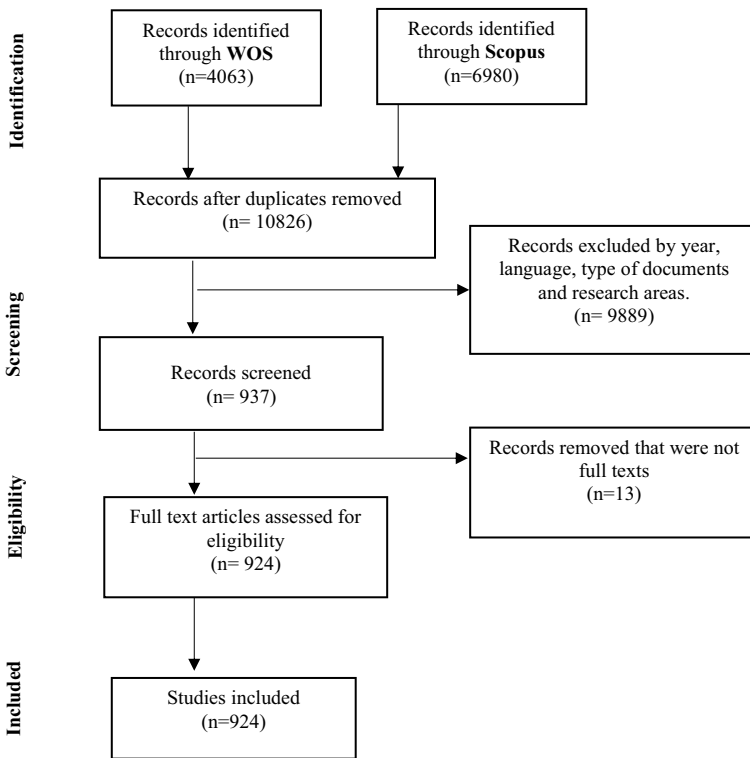 Identification
Records identified
through WOS
(n=4063)
Records identified
through Scopus
(n=6980)
Records after duplicates removed
(n= 10826)
Screening
Records excluded by year,
language, type of documents
and research areas.
(n= 9889)
Records screened
(n= 937)
Eligibility
Records removed that were not
full texts
(n=13)
Full text articles assessed for
eligibility
(n= 924)
Included
Studies included
(n=924)